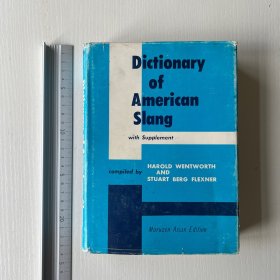 Dictionary
of
American
Slang
with Supplement
compiled by
HAROLD WENTWORTH
AND
STUART BERG FLEXNER
Maruzen Asian Edition